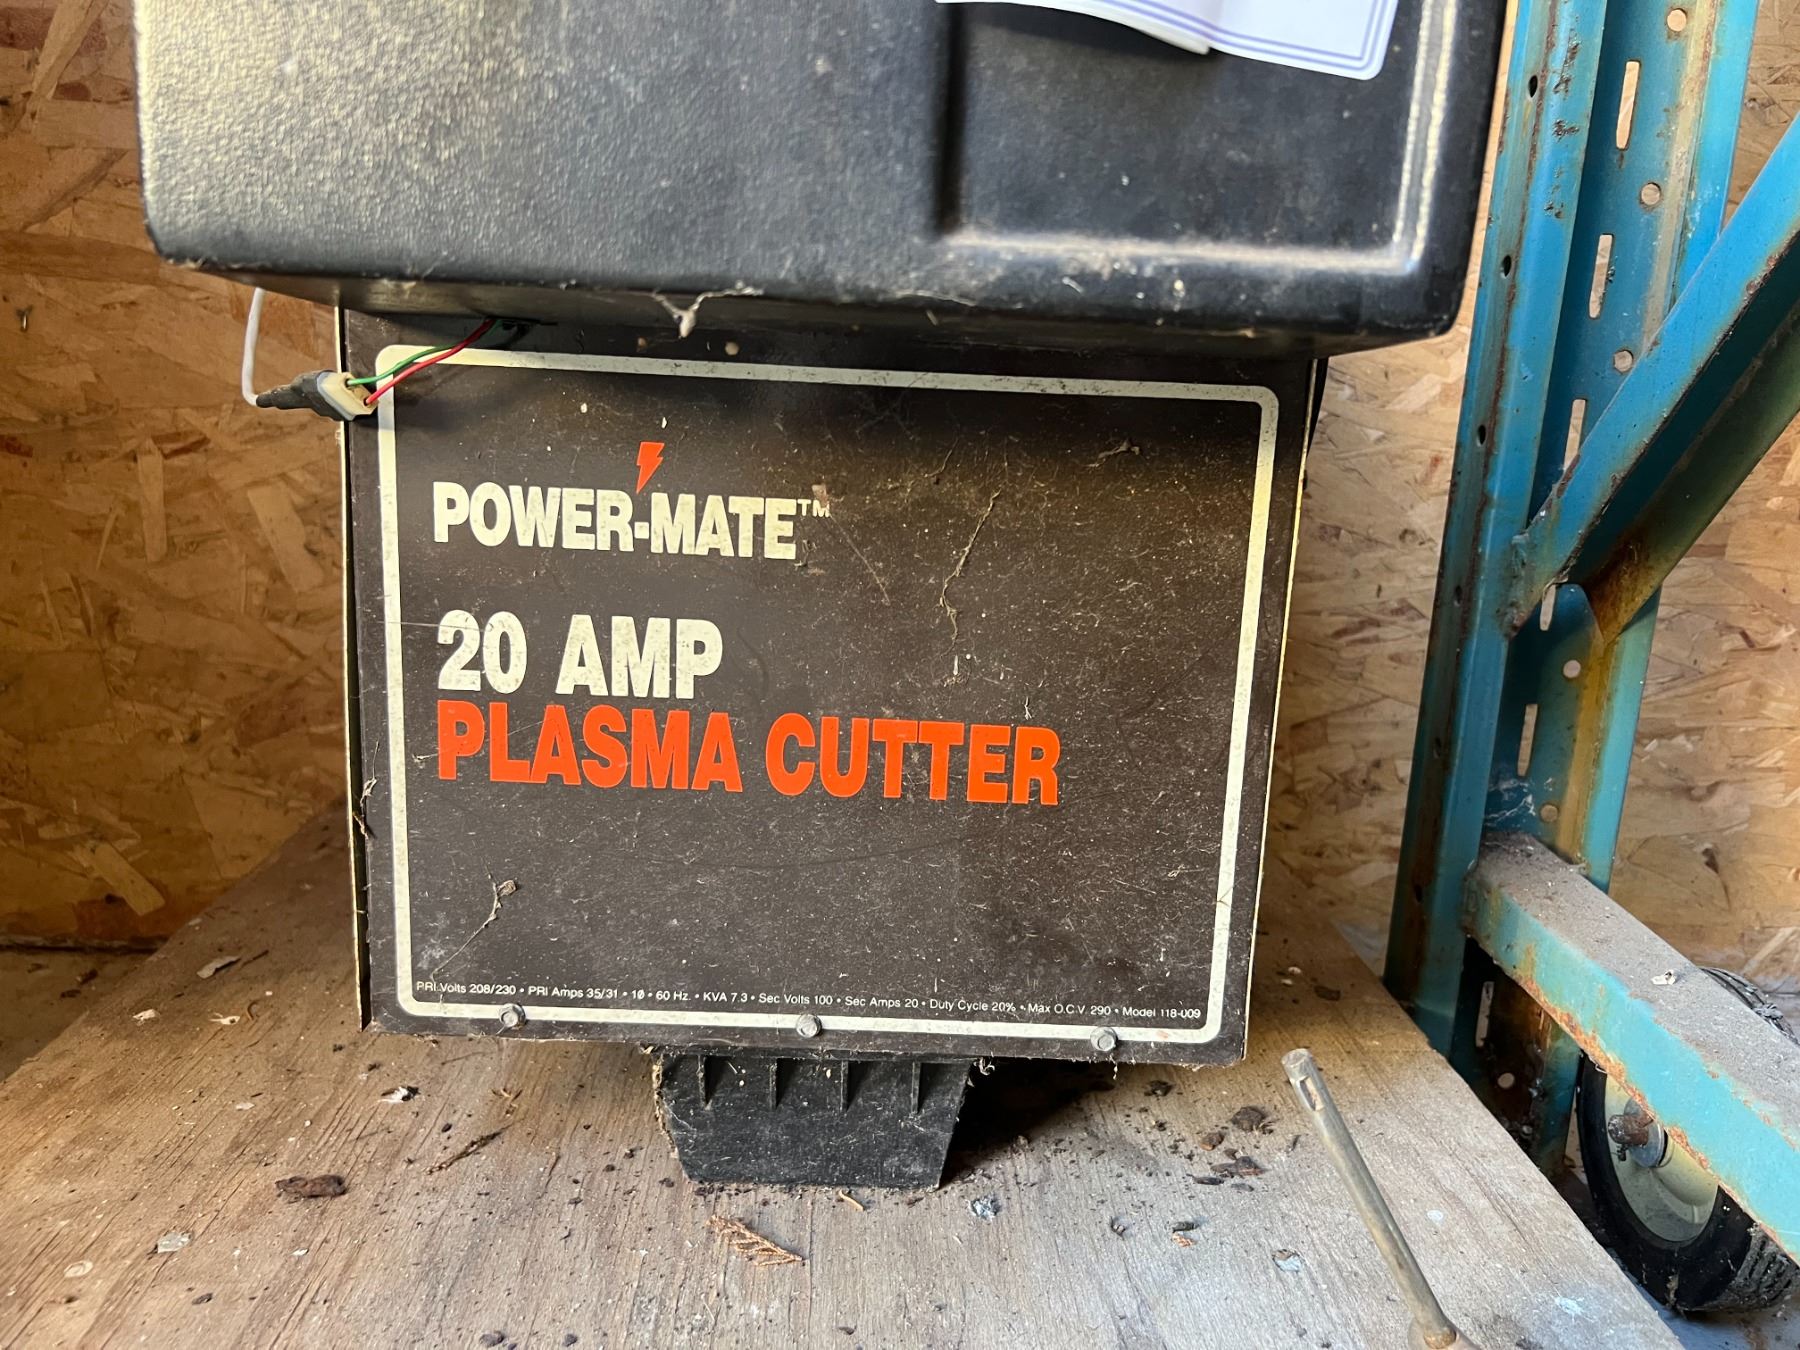 POWER-MATE™
20 AMP
PLASMA CUTTER
PRI Volts 208/230 • PRI Amps 35/31 • 1Ø • 60 Hz. • KVA 7.3 • Sec Volts 100 • Sec Amps 20 • Duty Cycle 20% • Max O.C.V. 290 • Model 118-009